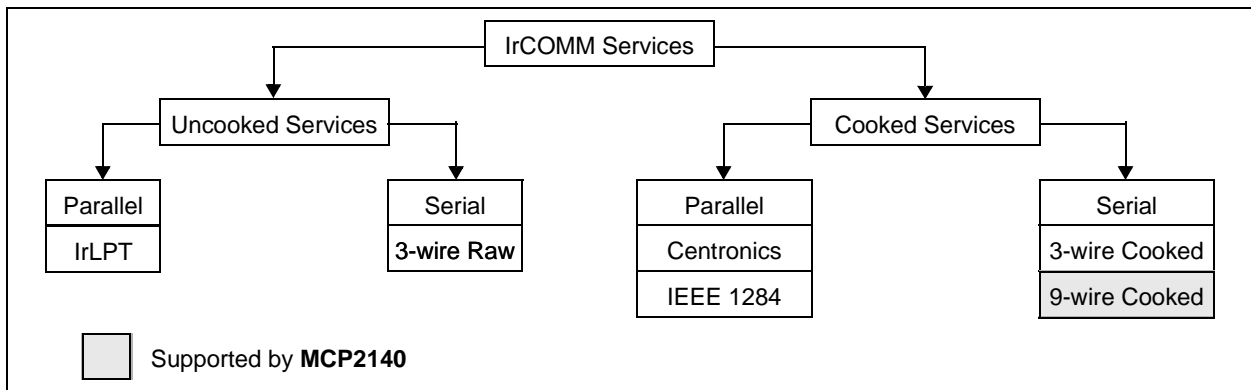 IrCOMM Services
Uncooked Services
Cooked Services
Parallel
IrLPT
Serial
3-wire Raw
Parallel
Centronics
IEEE 1284
Serial
3-wire Cooked
9-wire Cooked
Supported by MCP2140